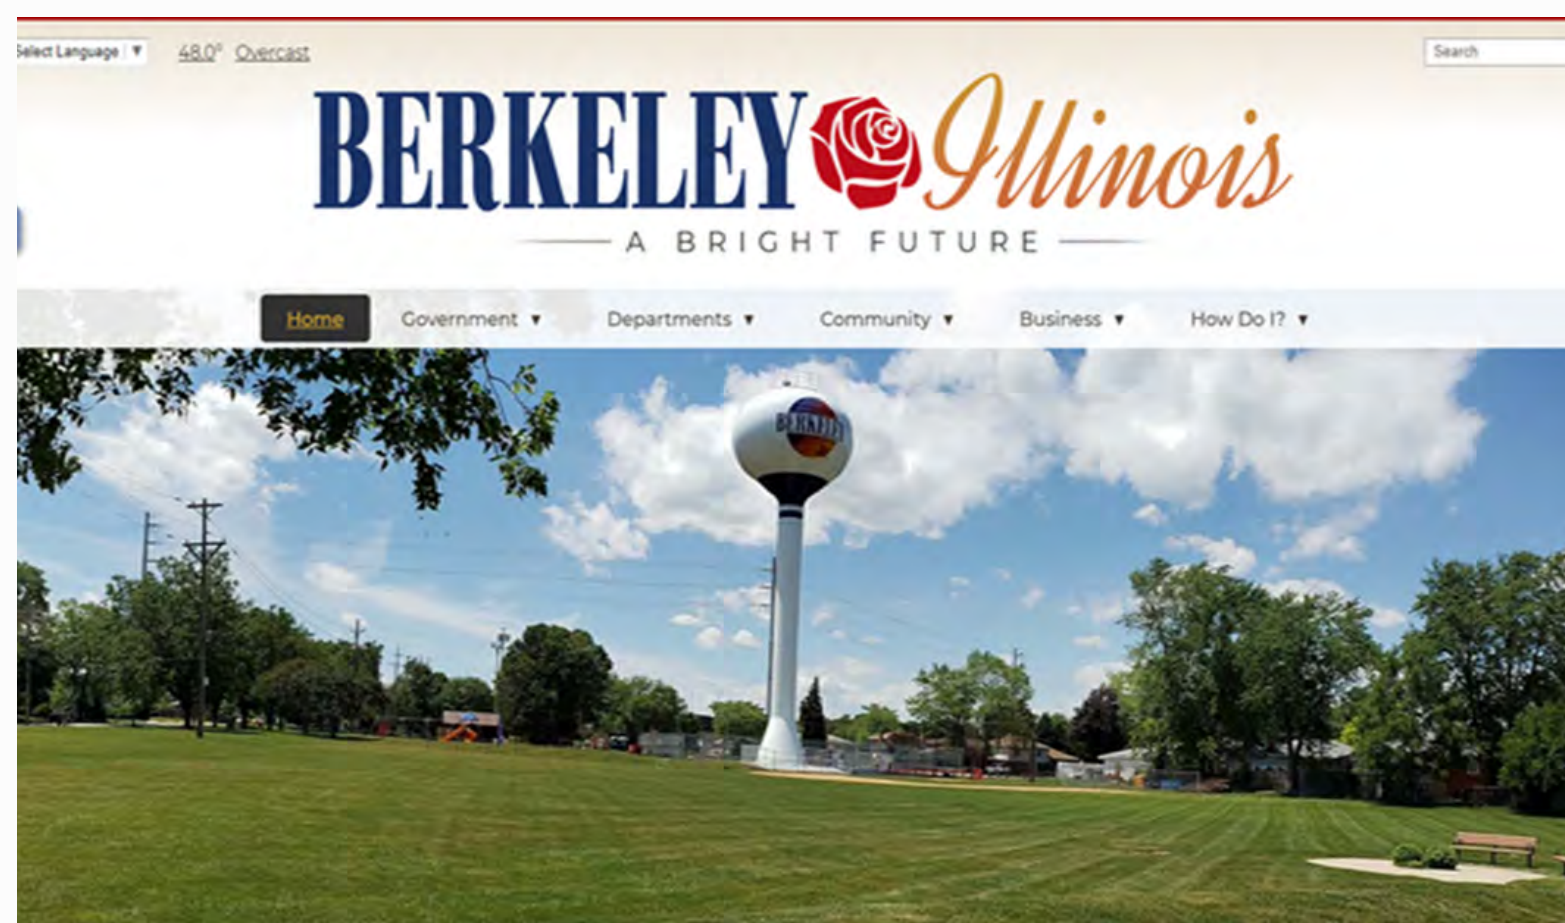 Select Language ▼
48.0° Overcast
Search
BERKELEY Illinois
A BRIGHT FUTURE
Home
Government ▼
Departments ▼
Community ▼
Business ▼
How Do I? ▼
BERKELEY